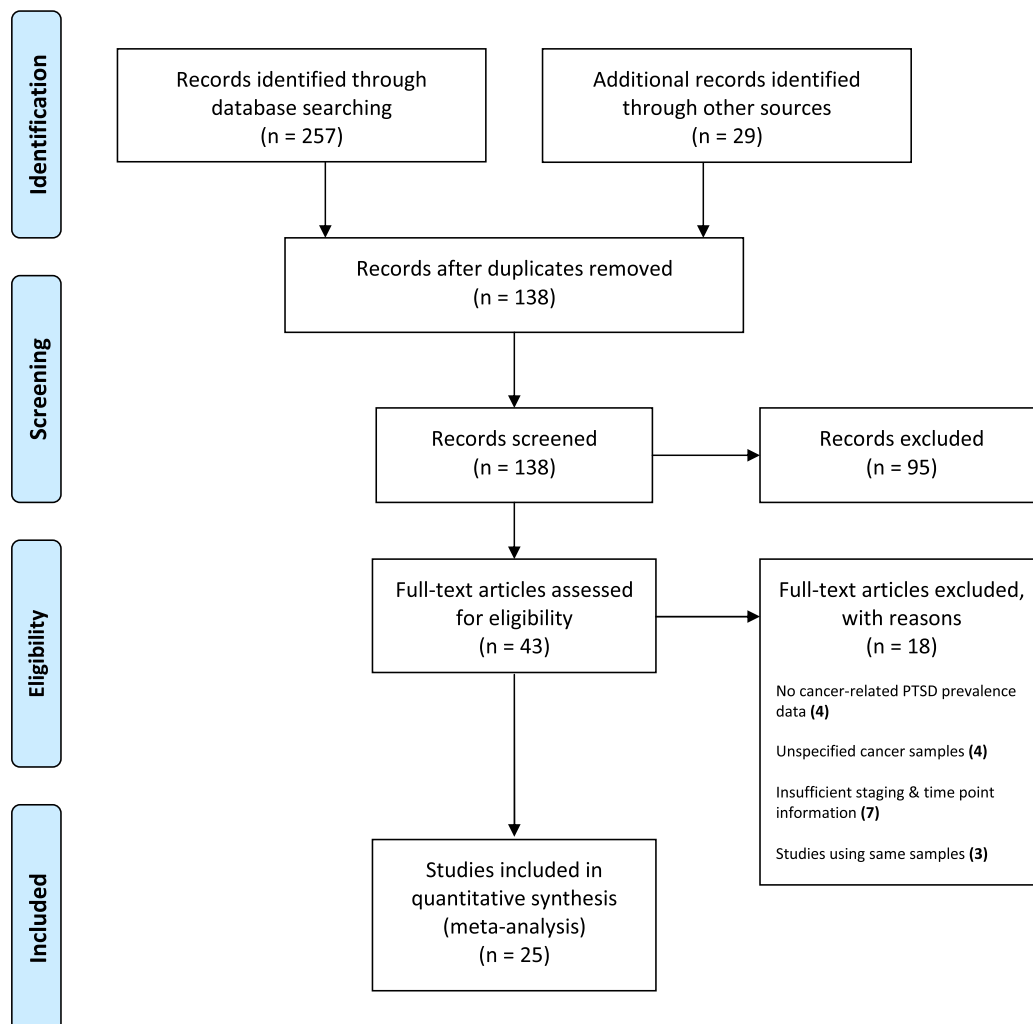 Identification
Records identified through
database searching
(n = 257)
Additional records identified
through other sources
(n = 29)
Records after duplicates removed
(n = 138)
Screening
Records screened
(n = 138)
Records excluded
(n = 95)
Eligibility
Full-text articles assessed
for eligibility
(n = 43)
Full-text articles excluded,
with reasons
(n = 18)
No cancer-related PTSD prevalence
data (4)
Unspecified cancer samples (4)
Insufficient staging & time point
information (7)
Studies using same samples (3)
Included
Studies included in
quantitative synthesis
(meta-analysis)
(n = 25)